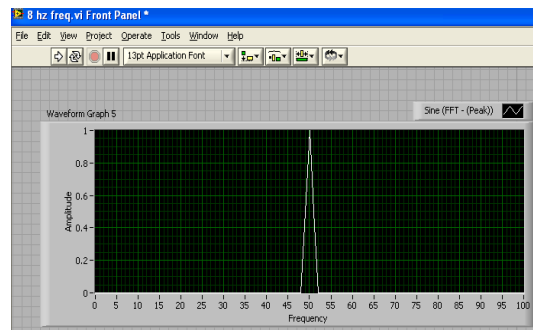 8 hz freq.vi Front Panel *
File Edit View Project Operate Tools Window Help
13pt Application Font
Waveform Graph 5
Sine (FFT - (Peak))
1
0.8
0.6
0.4
0.2
0
Amplitude
0 5 10 15 20 25 30 35 40 45 50 55 60 65 70 75 80 85 90 95 100
Frequency